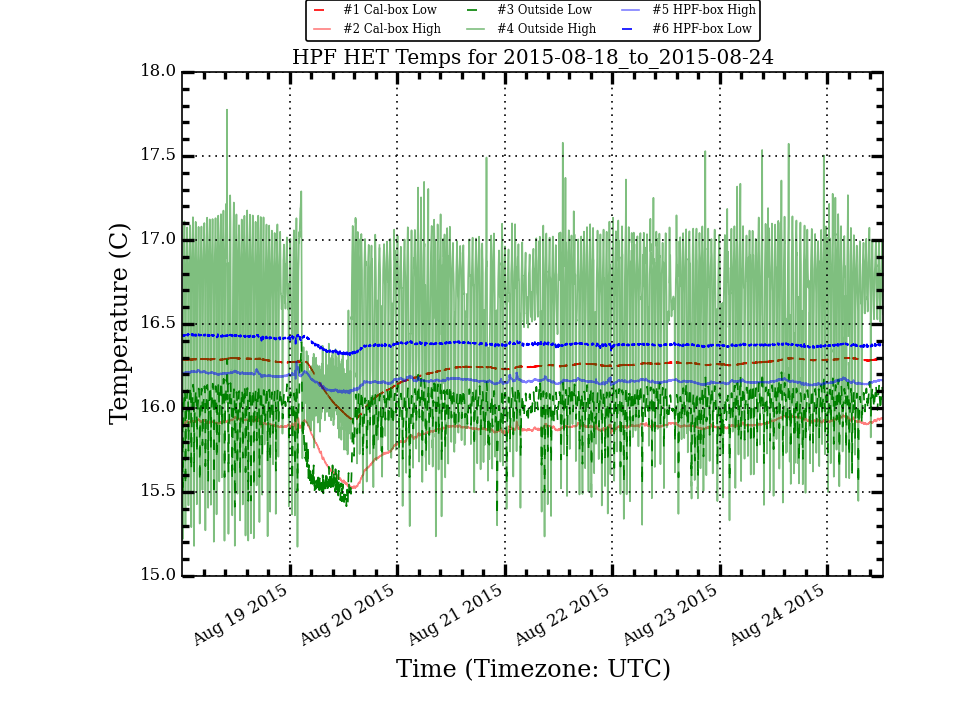 #1 Cal-box Low #3 Outside Low #5 HPF-box High
#2 Cal-box High #4 Outside High #6 HPF-box Low
HPF HET Temps for 2015-08-18_to_2015-08-24
18.0
17.5
17.0
16.5
16.0
15.5
15.0
Temperature (C)
Aug 19 2015 Aug 20 2015 Aug 21 2015 Aug 22 2015 Aug 23 2015 Aug 24 2015
Time (Timezone: UTC)